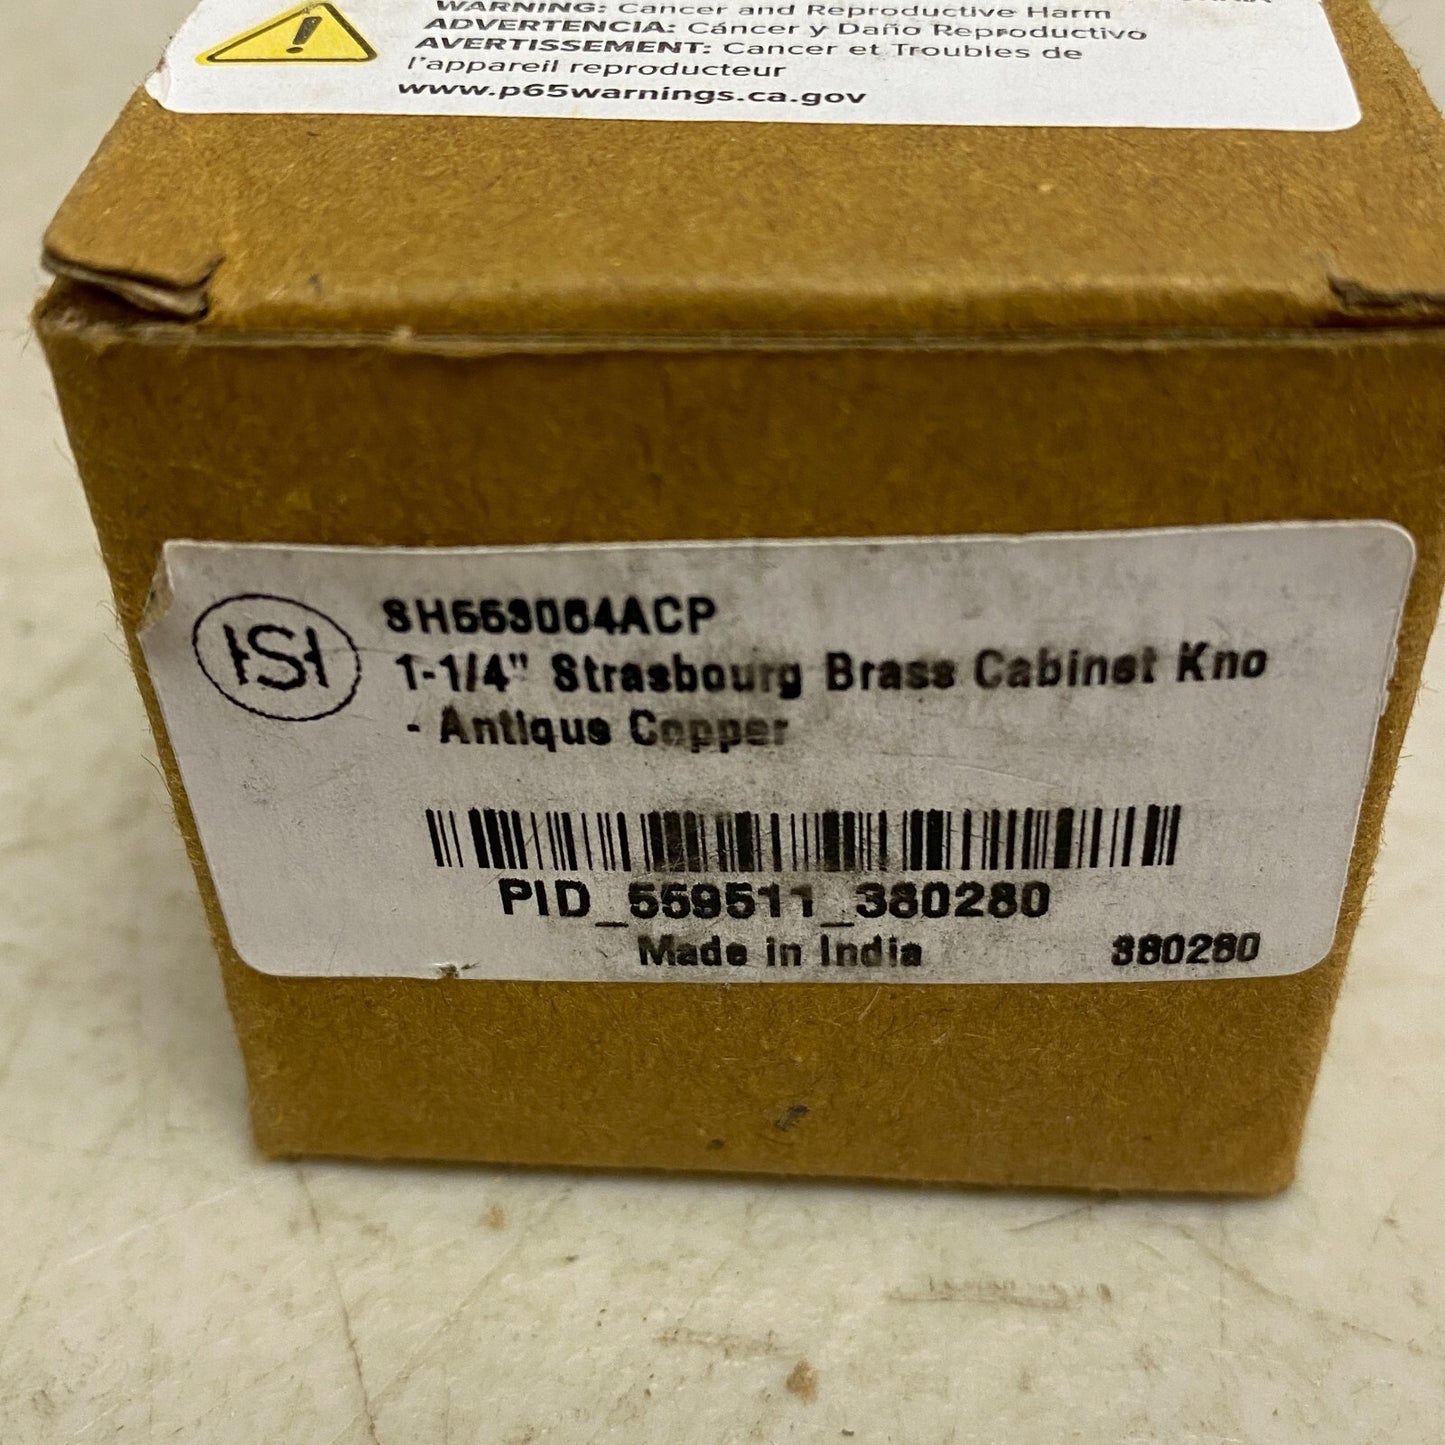 WARNING: Cancer and Reproductive Harm
ADVERTENCIA: Cáncer y Daño Reproductivo
AVERTISSEMENT: Cancer et Troubles de
l'appareil reproducteur
www.p65warnings.ca.gov
HSH
SH553064ACP
1-1/4" Strasbourg Brass Cabinet Kno
- Antique Copper
PID_559511_380280
Made in India 380280